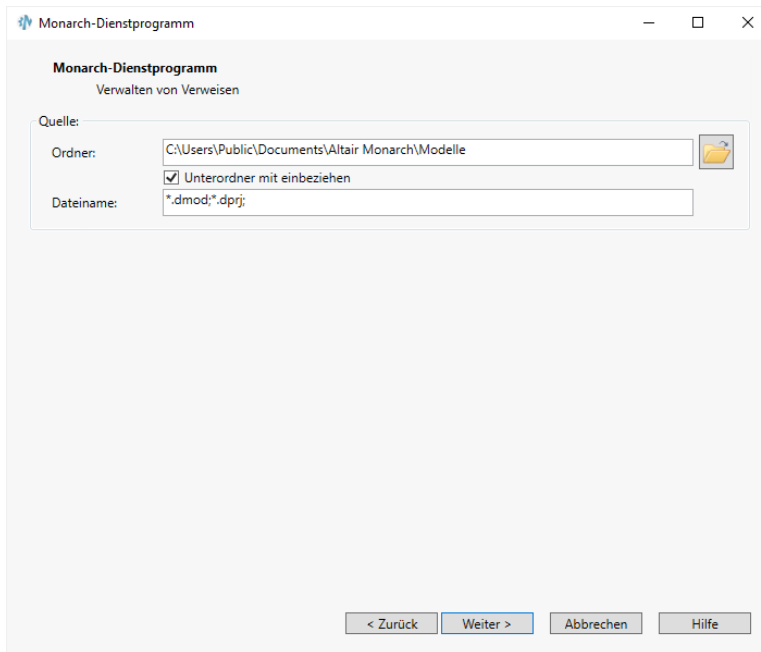 Monarch-Dienstprogramm
Monarch-Dienstprogramm
Verwalten von Verweisen
Quelle:
Ordner:
C:\Users\Public\Documents\Altair Monarch\Modelle
Unterordner mit einbeziehen
Dateiname:
*.dmod;*.dprj;
< Zurück
Weiter >
Abbrechen
Hilfe